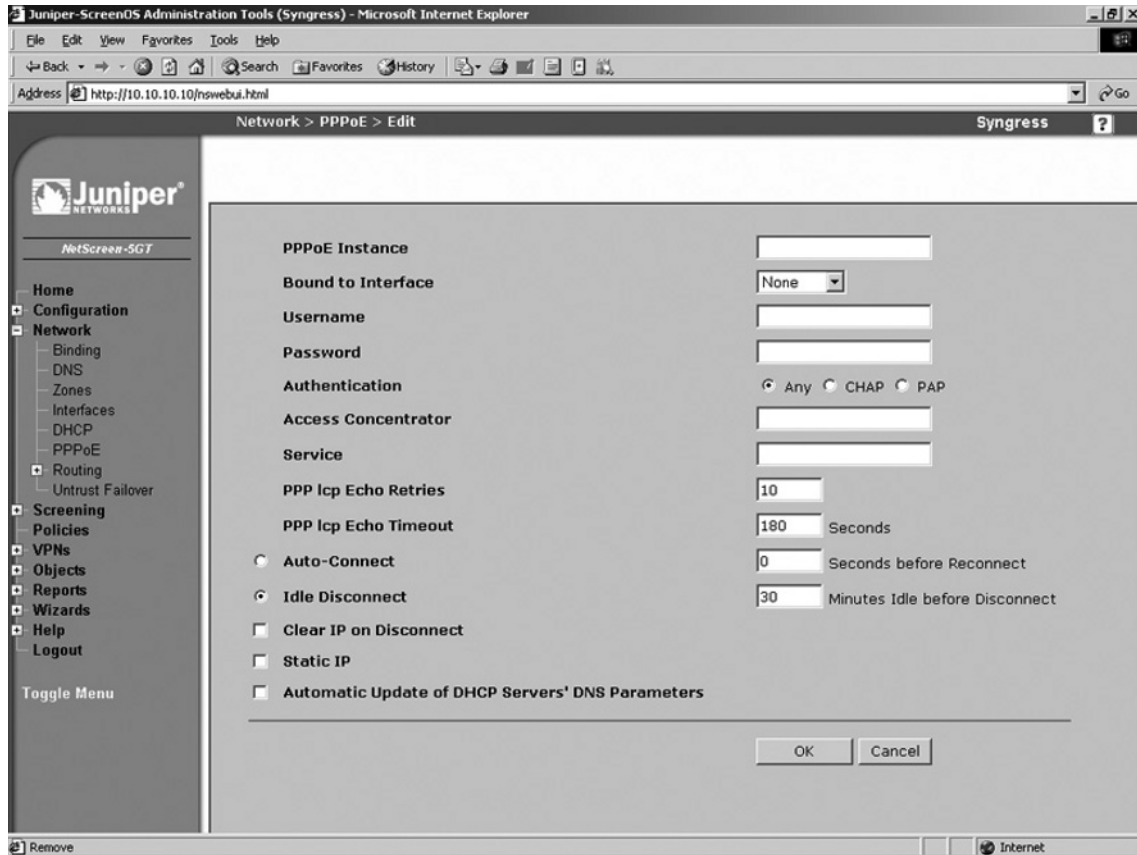 Juniper-ScreenOS Administration Tools (Syngress) - Microsoft Internet Explorer
File Edit View Favorites Tools Help
Back Search Favorites History
Address http://10.10.10.10/nswebui.html Go
Network > PPPoE > Edit Syngress ?
Juniper®
NETWORKS
NetScreen-5GT
Home
Configuration
Network
Binding
DNS
Zones
Interfaces
DHCP
PPPoE
Routing
Untrust Failover
Screening
Policies
VPNs
Objects
Reports
Wizards
Help
Logout
Toggle Menu
PPPoE Instance
Bound to Interface None
Username
Password
Authentication Any CHAP PAP
Access Concentrator
Service
PPP lcp Echo Retries 10
PPP lcp Echo Timeout 180 Seconds
Auto-Connect 0 Seconds before Reconnect
Idle Disconnect 30 Minutes Idle before Disconnect
Clear IP on Disconnect
Static IP
Automatic Update of DHCP Servers' DNS Parameters
OK Cancel
Remove Internet